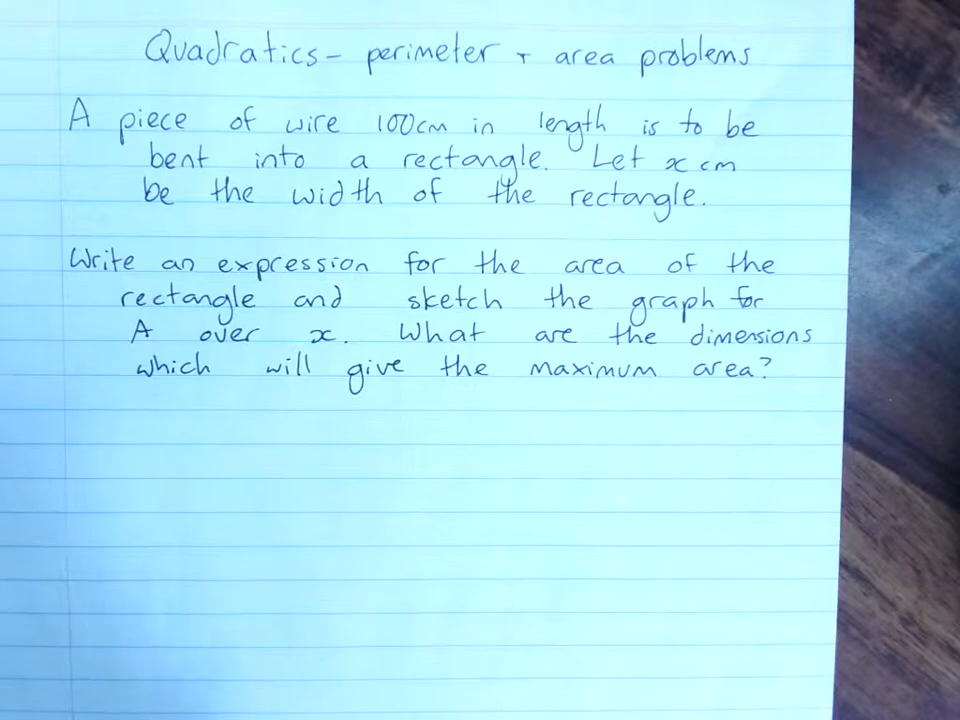 Quadratics - perimeter + area problems
A piece of wire 100cm in length is to be
bent into a rectangle. Let x cm
be the width of the rectangle.
Write an expression for the area of the
rectangle and sketch the graph for
A over x. What are the dimensions
which will give the maximum area?